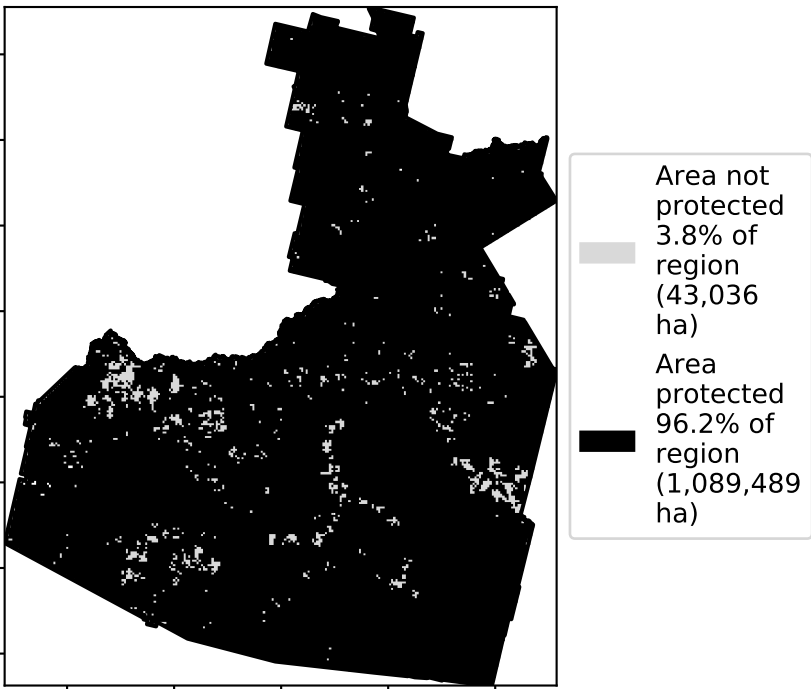 Area not
protected
3.8% of
region
(43,036
ha)
Area
protected
96.2% of
region
(1,089,489
ha)